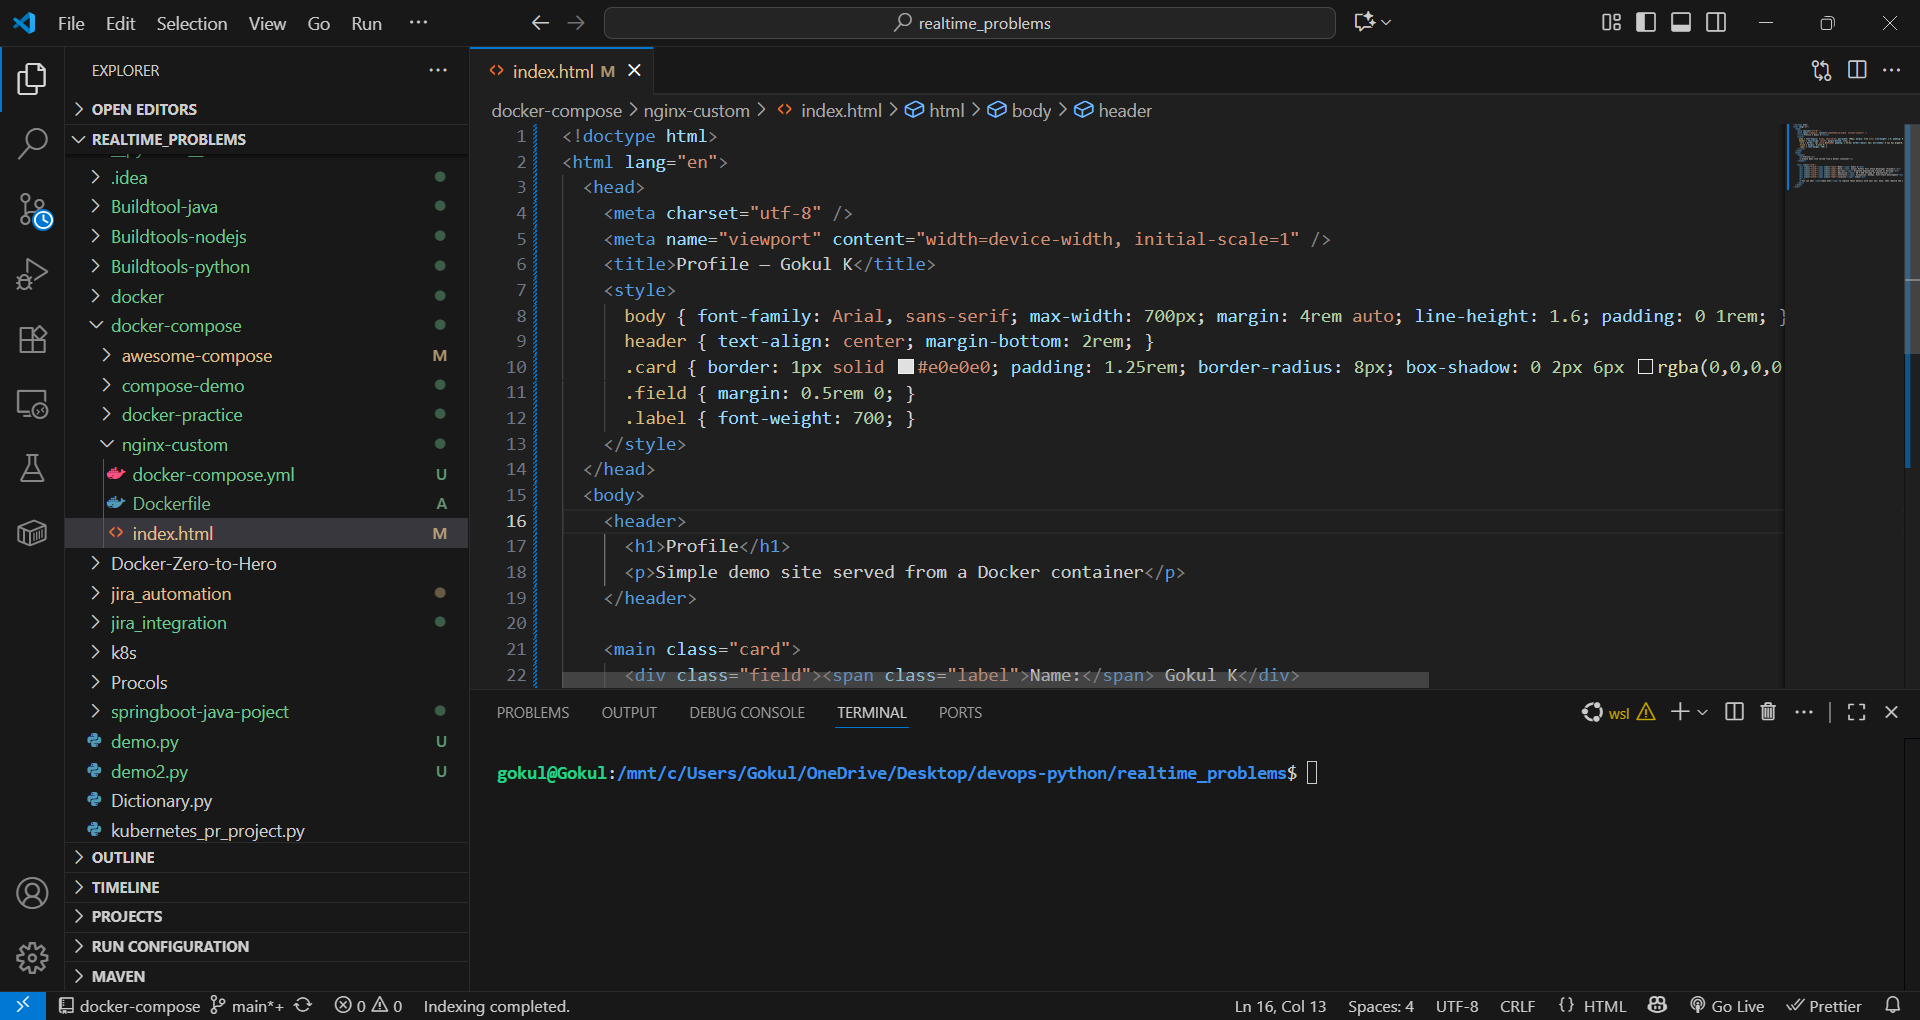 File Edit Selection View Go Run ···
realtime_problems
EXPLORER
OPEN EDITORS
REALTIME_PROBLEMS
.idea
Buildtool-java
Buildtools-nodejs
Buildtools-python
docker
docker-compose
awesome-compose M
compose-demo
docker-practice
nginx-custom
docker-compose.yml U
Dockerfile A
index.html M
Docker-Zero-to-Hero
jira_automation
jira_integration
k8s
Procols
springboot-java-poject
demo.py U
demo2.py U
Dictionary.py
kubernetes_pr_project.py
OUTLINE
TIMELINE
PROJECTS
RUN CONFIGURATION
MAVEN
index.html M
docker-compose > nginx-custom > index.html > html > body > header
1 <!doctype html>
2 <html lang="en">
3 <head>
4 <meta charset="utf-8" />
5 <meta name="viewport" content="width=device-width, initial-scale=1" />
6 <title>Profile — Gokul K</title>
7 <style>
8 body { font-family: Arial, sans-serif; max-width: 700px; margin: 4rem auto; line-height: 1.6; padding: 0 1rem; }
9 header { text-align: center; margin-bottom: 2rem; }
10 .card { border: 1px solid #e0e0e0; padding: 1.25rem; border-radius: 8px; box-shadow: 0 2px 6px rgba(0,0,0,0
11 .field { margin: 0.5rem 0; }
12 .label { font-weight: 700; }
13 </style>
14 </head>
15 <body>
16 <header>
17 <h1>Profile</h1>
18 <p>Simple demo site served from a Docker container</p>
19 </header>
20
21 <main class="card">
22 <div class="field"><span class="label">Name:</span> Gokul K</div>
PROBLEMS OUTPUT DEBUG CONSOLE TERMINAL PORTS
wsl
gokul@Gokul:/mnt/c/Users/Gokul/OneDrive/Desktop/devops-python/realtime_problems$
docker-compose main*+ 0 0 Indexing completed.
Ln 16, Col 13 Spaces: 4 UTF-8 CRLF {} HTML Go Live Prettier